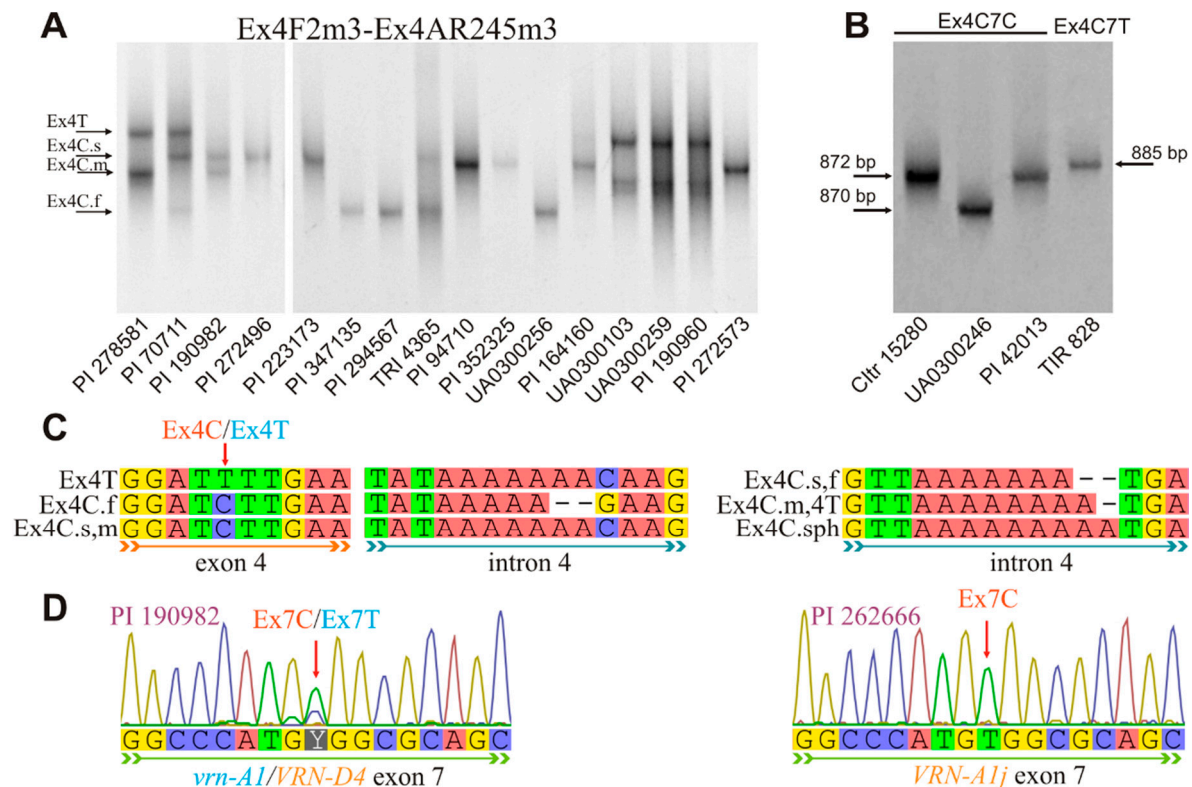 A
Ex4F2m3-Ex4AR245m3
Ex4T
Ex4C.s
Ex4C.m
Ex4C.f
PI 278581
PI 70711
PI 190982
PI 272496
PI 223173
PI 347135
PI 294567
TRI 4365
PI 94710
PI 352325
UA0300256
PI 164160
UA0300103
UA0300259
PI 190960
PI 272573
B
Ex4C7C Ex4C7T
872 bp
870 bp
885 bp
Cltr 15280
UA0300246
PI 42013
TIR 828
C
Ex4C/Ex4T
Ex4T GGATTTTGAA TATAAAAAAACAAG
Ex4C.f GGATCTTGAA TATAAAAA--CAAG
Ex4C.s,m GGATCTTGAA TATAAAAAAACAAG
exon 4 intron 4
Ex4C.s,f GTTAAAAAAA--TGA
Ex4C.m,4T GTTAAAAAAAA-TGA
Ex4C.sph GTTAAAAAAAAATGA
intron 4
D
PI 190982
Ex7C/Ex7T
GGCCCATGYGGCGCAGC
vrn-A1/VRN-D4 exon 7
PI 262666
Ex7C
GGCCCATGTGGCGCAGC
VRN-A1j exon 7